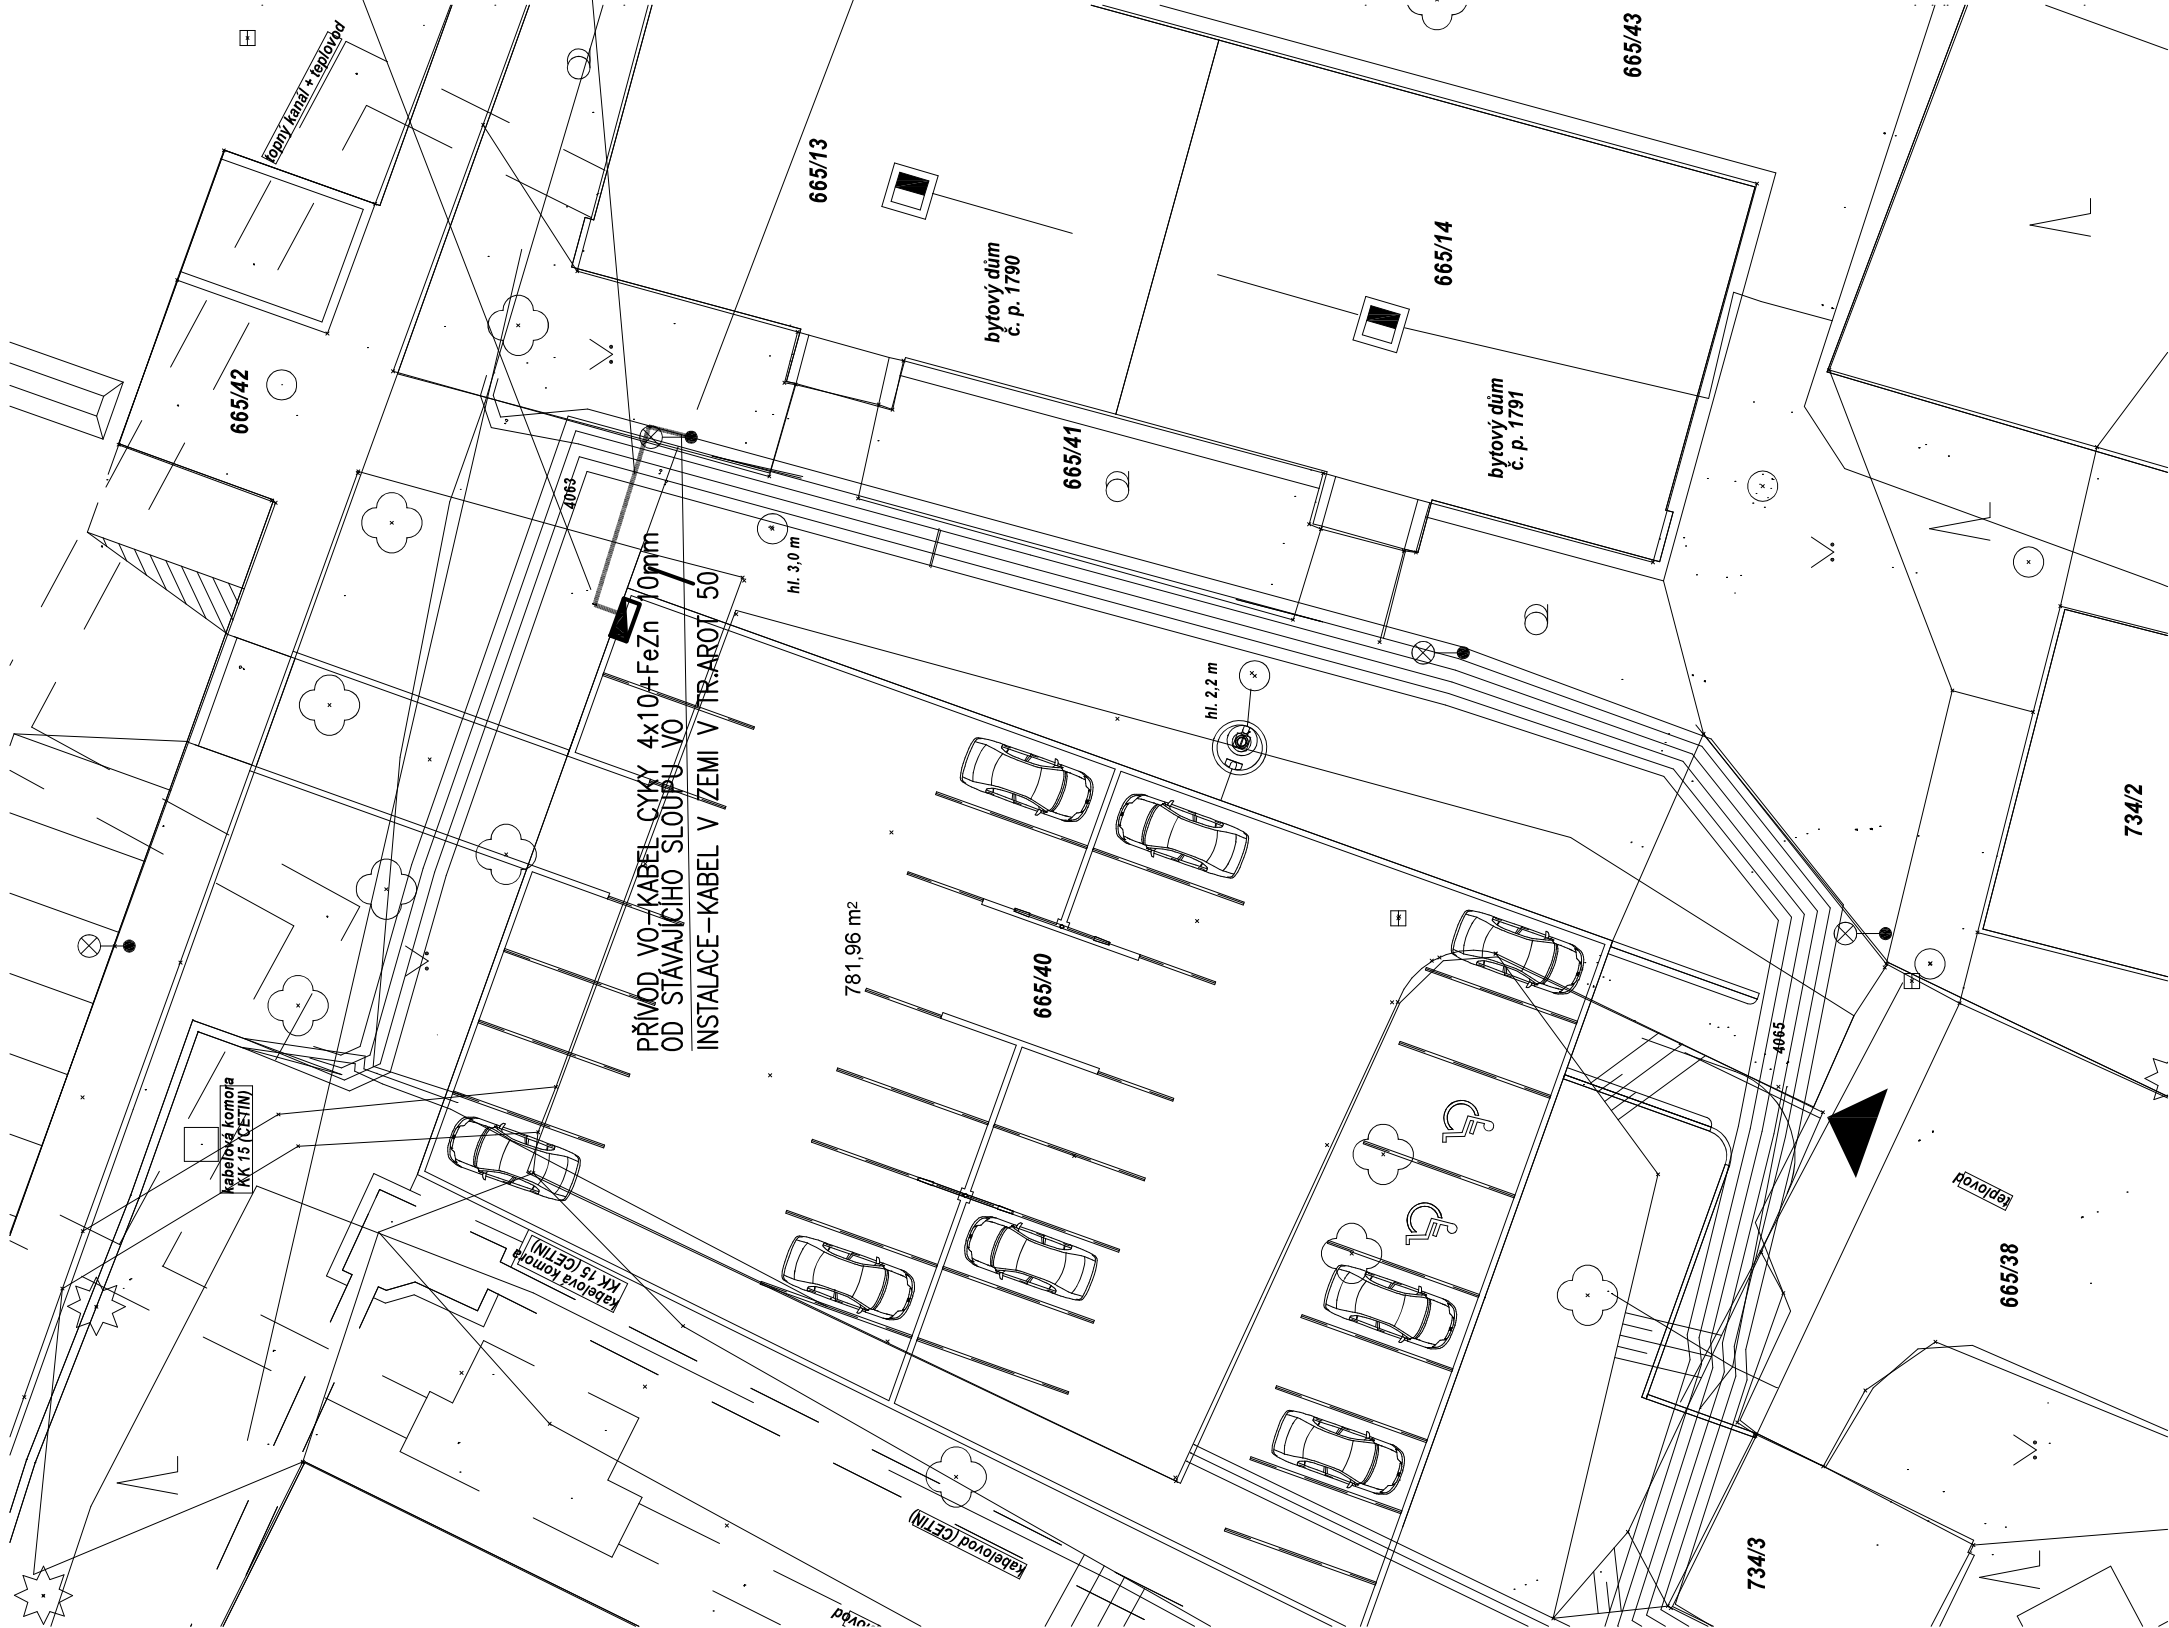 topný kanál + teplovod
665/43
665/13
665/14
bytový dům
č. p. 1790
665/42
665/41
bytový dům
č. p. 1791
4063
hl. 3,0 m
PŘÍVOD VO-KABEL CYKY 4x10+FeZn 10mm
OD STÁVAJÍCÍHO SLOUPU VO
INSTALACE-KABEL V ZEMI V TR.AROT 50
hl. 2,2 m
734/2
781,96 m²
665/40
4065
kabelová komora
KK 15 (CETIN)
teplovod
kabelová komora
KK 15 (CETIN)
665/38
kabelovod (CETIN)
734/3